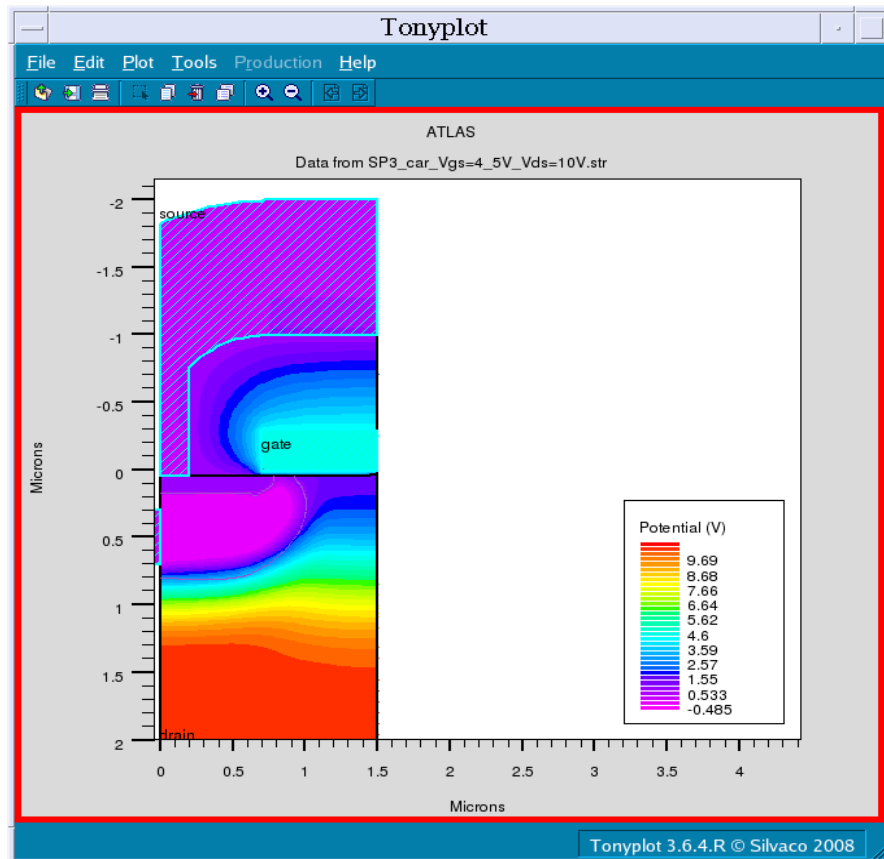 Tonyplot
File Edit Plot Tools Production Help
ATLAS
Data from SP3_car_Vgs=4_5V_Vds=10V.str
-2
source
-1.5
-1
-0.5
gate
0
Microns
0.5
1
1.5
drain
2
Potential (V)
9.69
8.68
7.66
6.64
5.62
4.6
3.59
2.57
1.55
0.533
-0.485
0 0.5 1 1.5 2 2.5 3 3.5 4
Microns
Tonyplot 3.6.4.R © Silvaco 2008